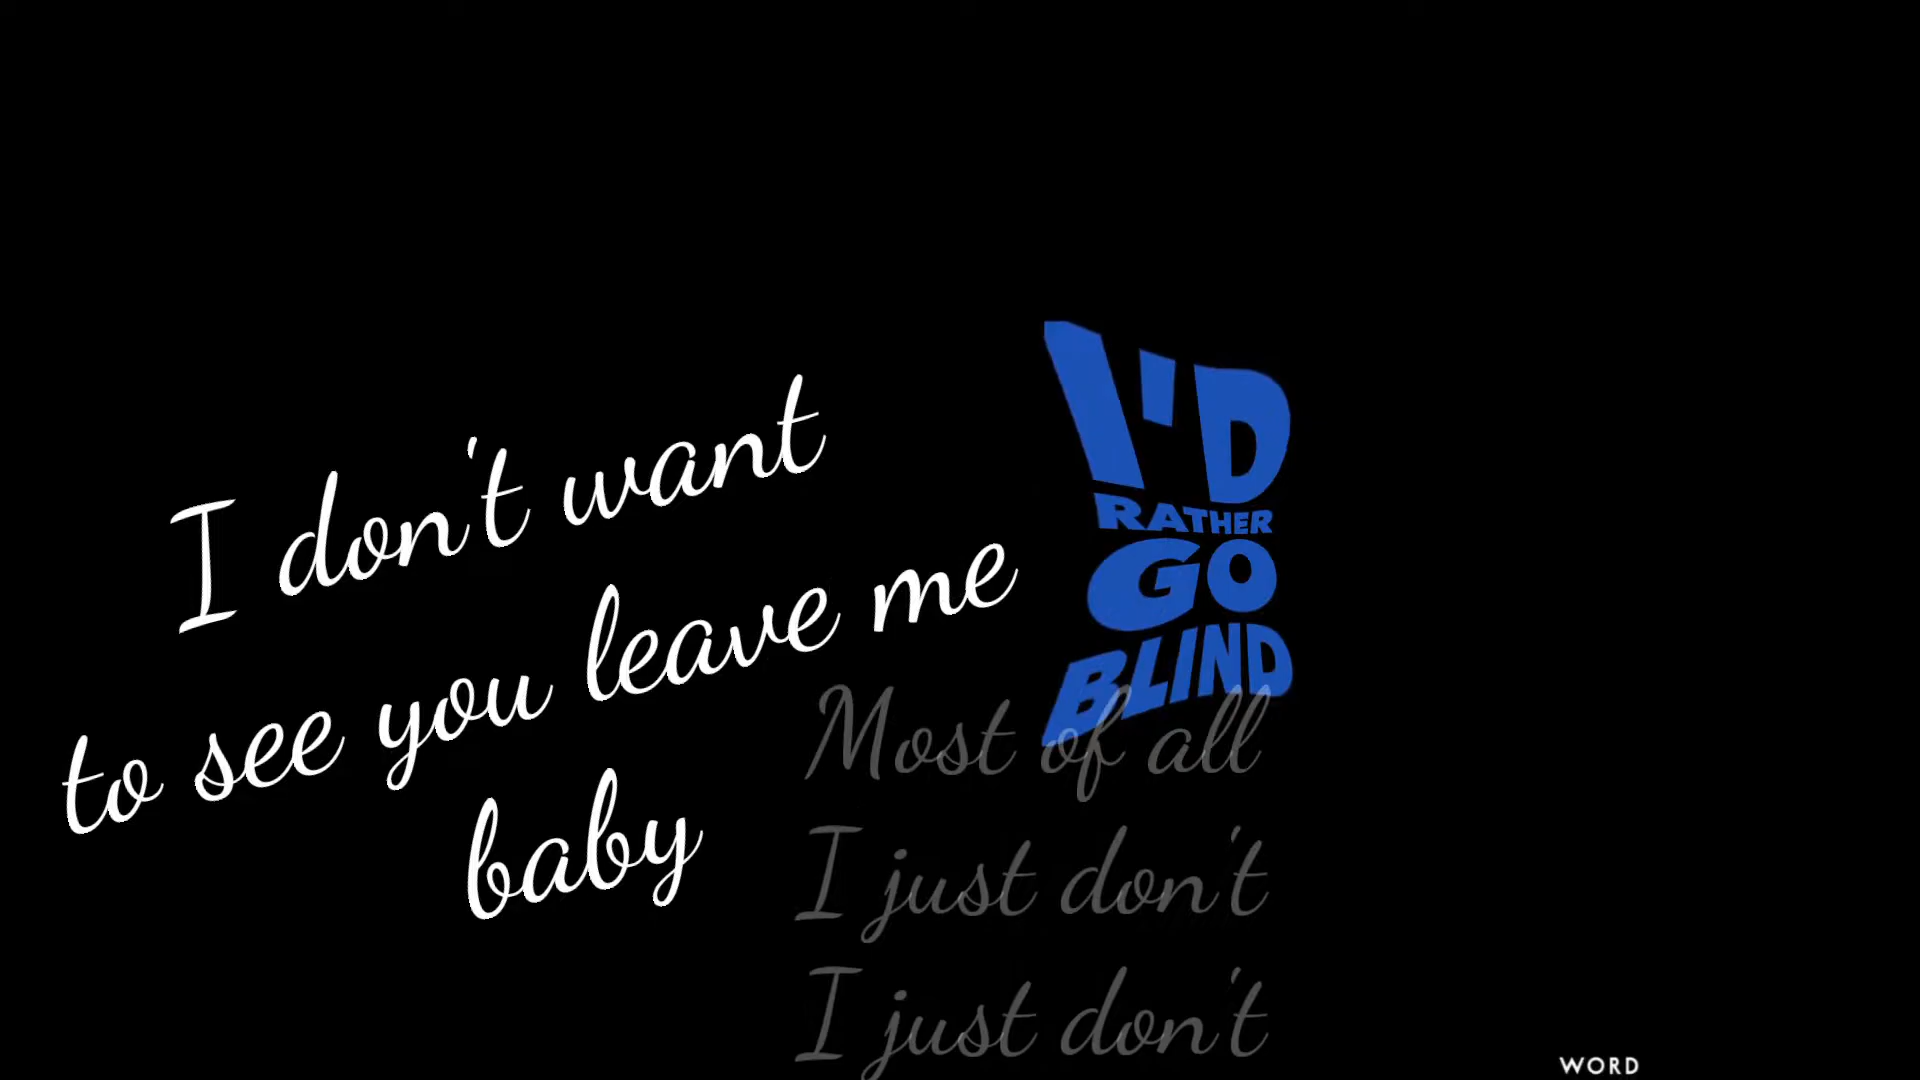 I don't want
to see you leave me
baby
I'D
RATHER
GO
BLIND
Most of all
I just don't
I just don't
WORD